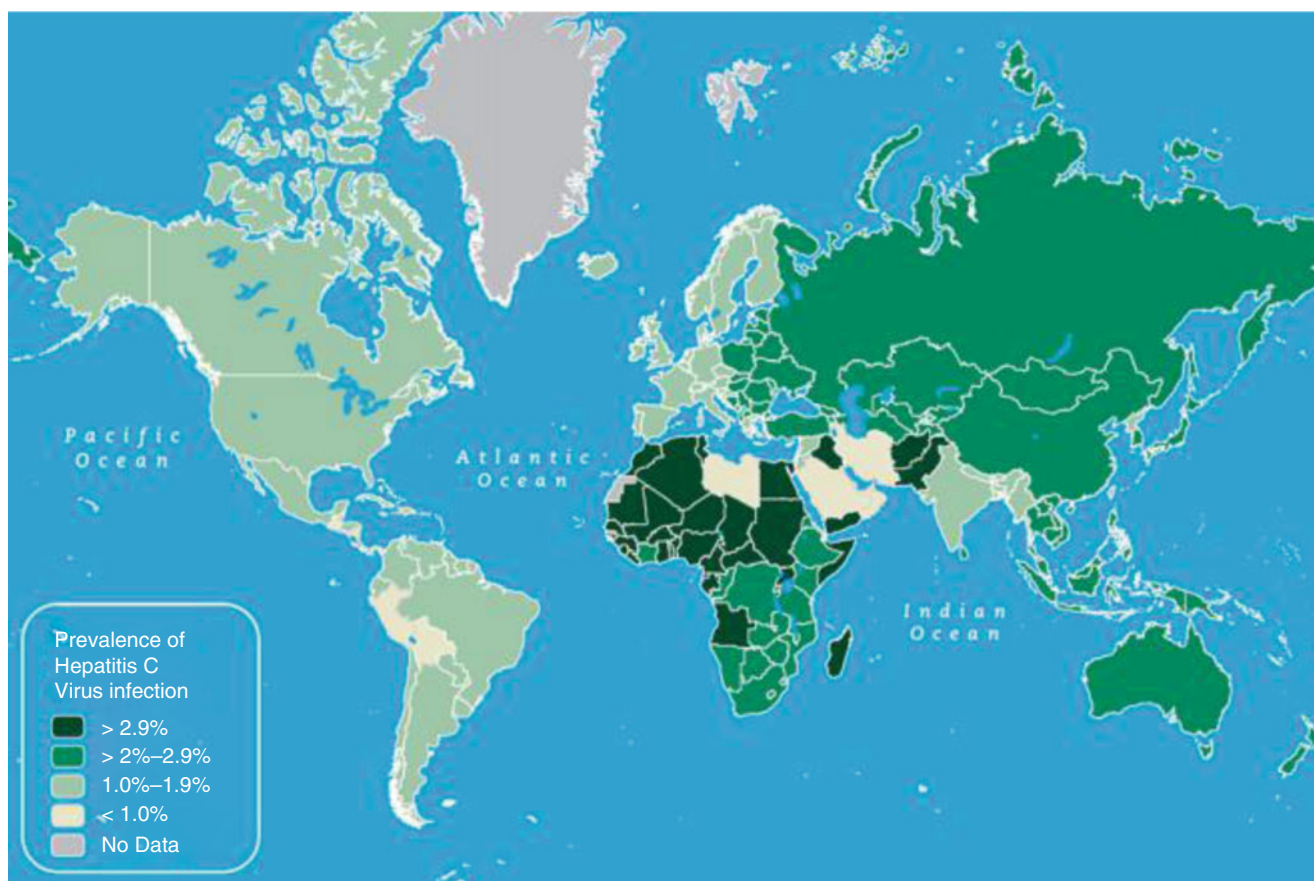 Pacific
Ocean
Atlantic
Ocean
Indian
Ocean
Prevalence of
Hepatitis C
Virus infection
> 2.9%
> 2%–2.9%
1.0%–1.9%
< 1.0%
No Data